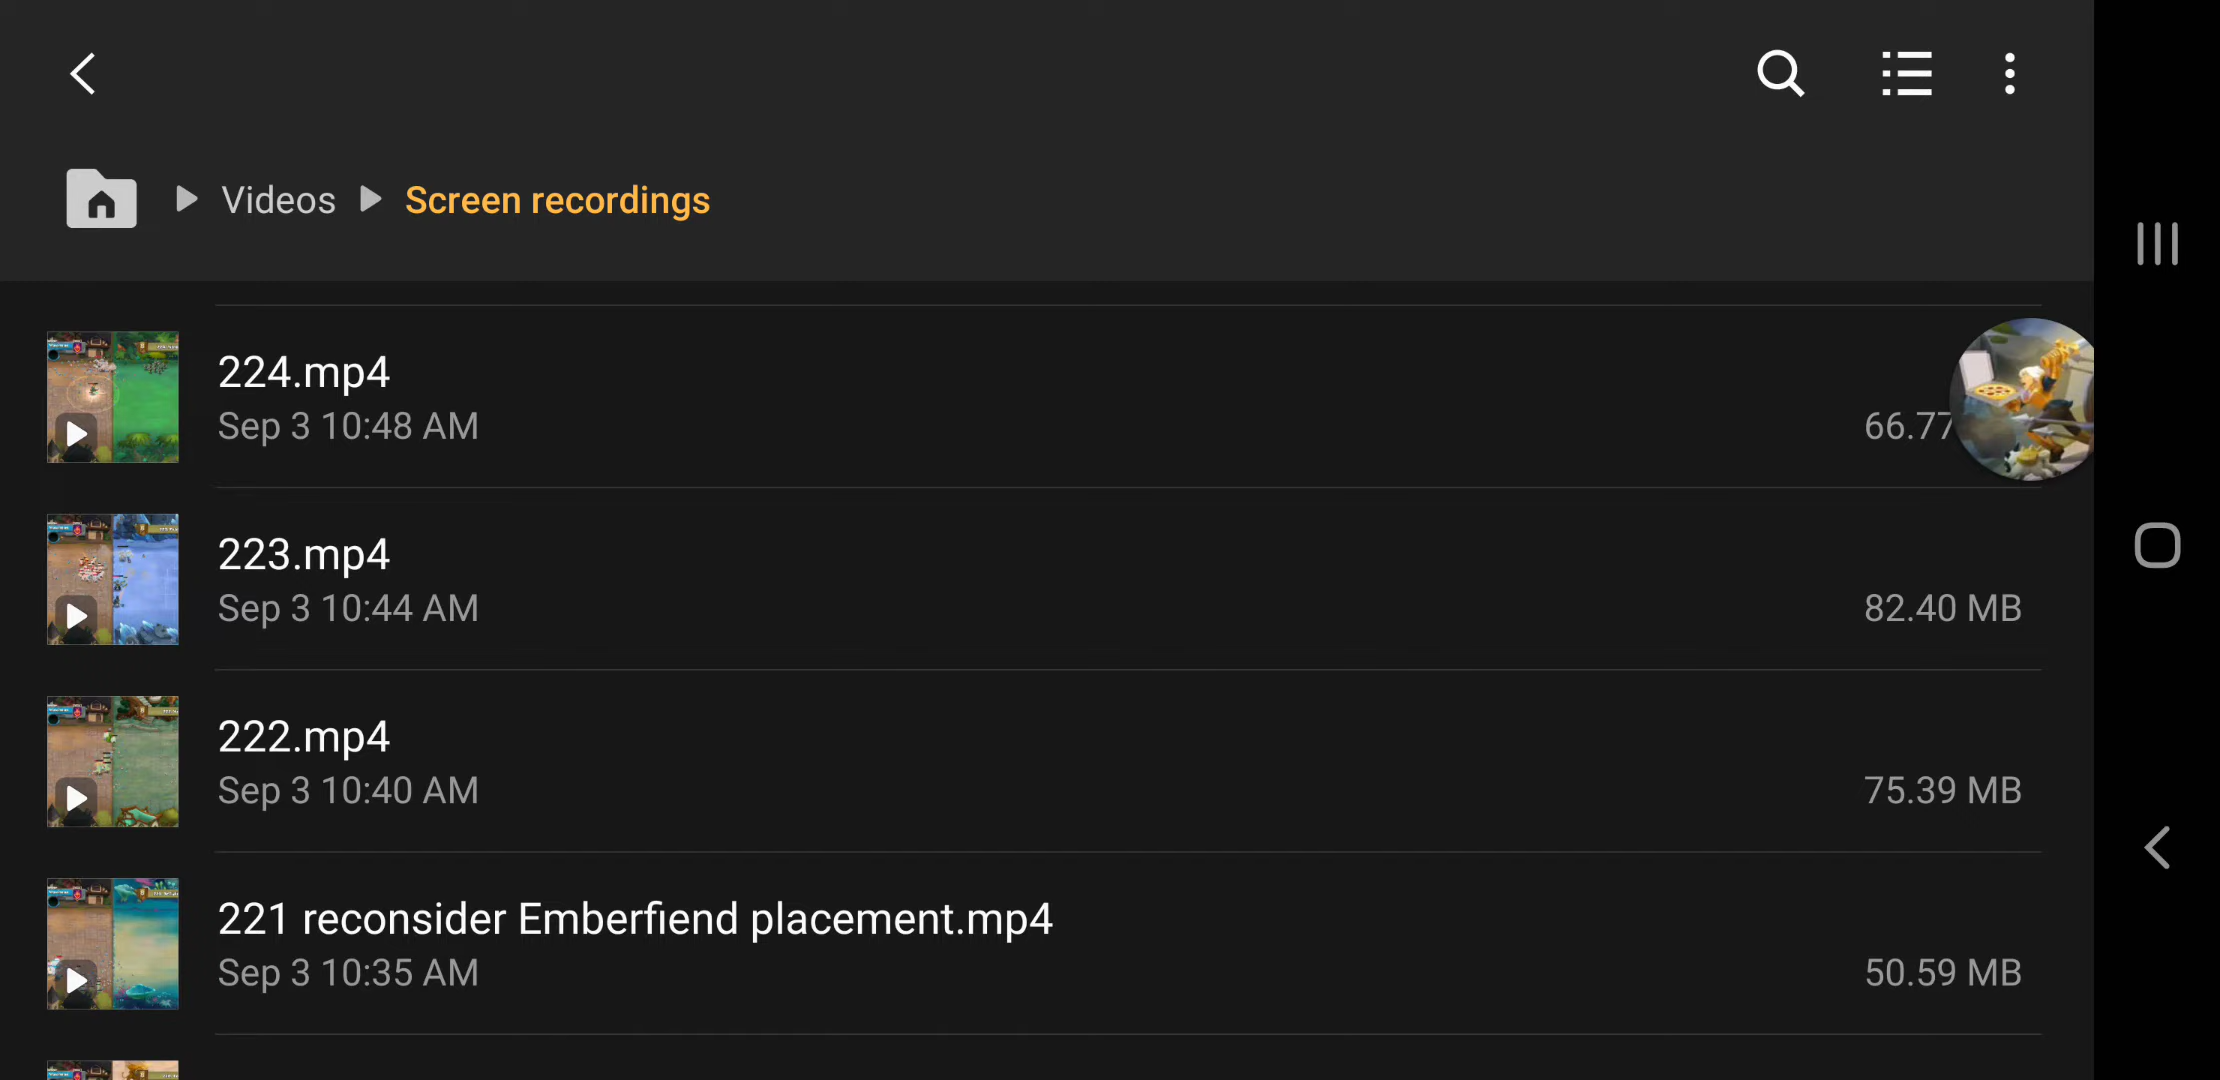 Videos Screen recordings
224.mp4
Sep 3 10:48 AM
66.77
223.mp4
Sep 3 10:44 AM
82.40 MB
222.mp4
Sep 3 10:40 AM
75.39 MB
221 reconsider Emberfiend placement.mp4
Sep 3 10:35 AM
50.59 MB